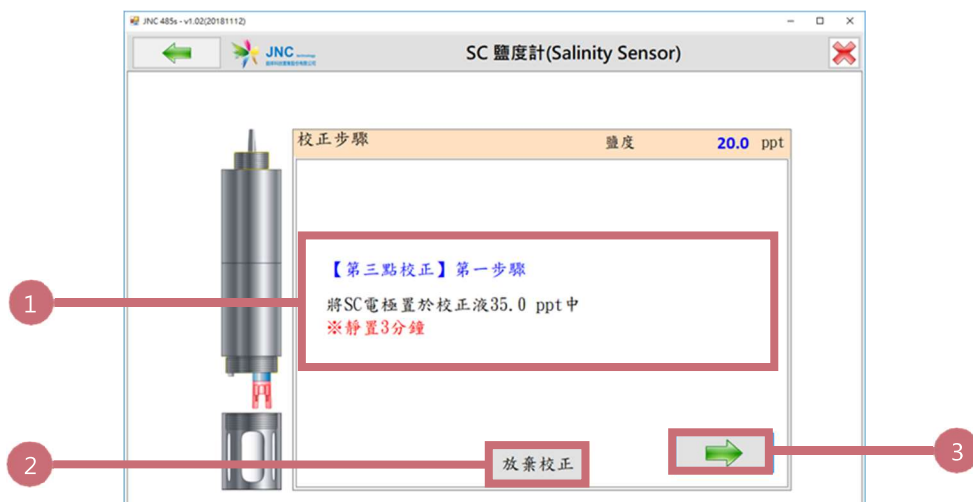 JNC 485s - v1.02(20181112)
JNC
SC 鹽度計(Salinity Sensor)
校正步驟 鹽度 20.0 ppt
【第三點校正】第一步驟
將SC電極置於校正液35.0 ppt中
※靜置3分鐘
1
放棄校正
2
3